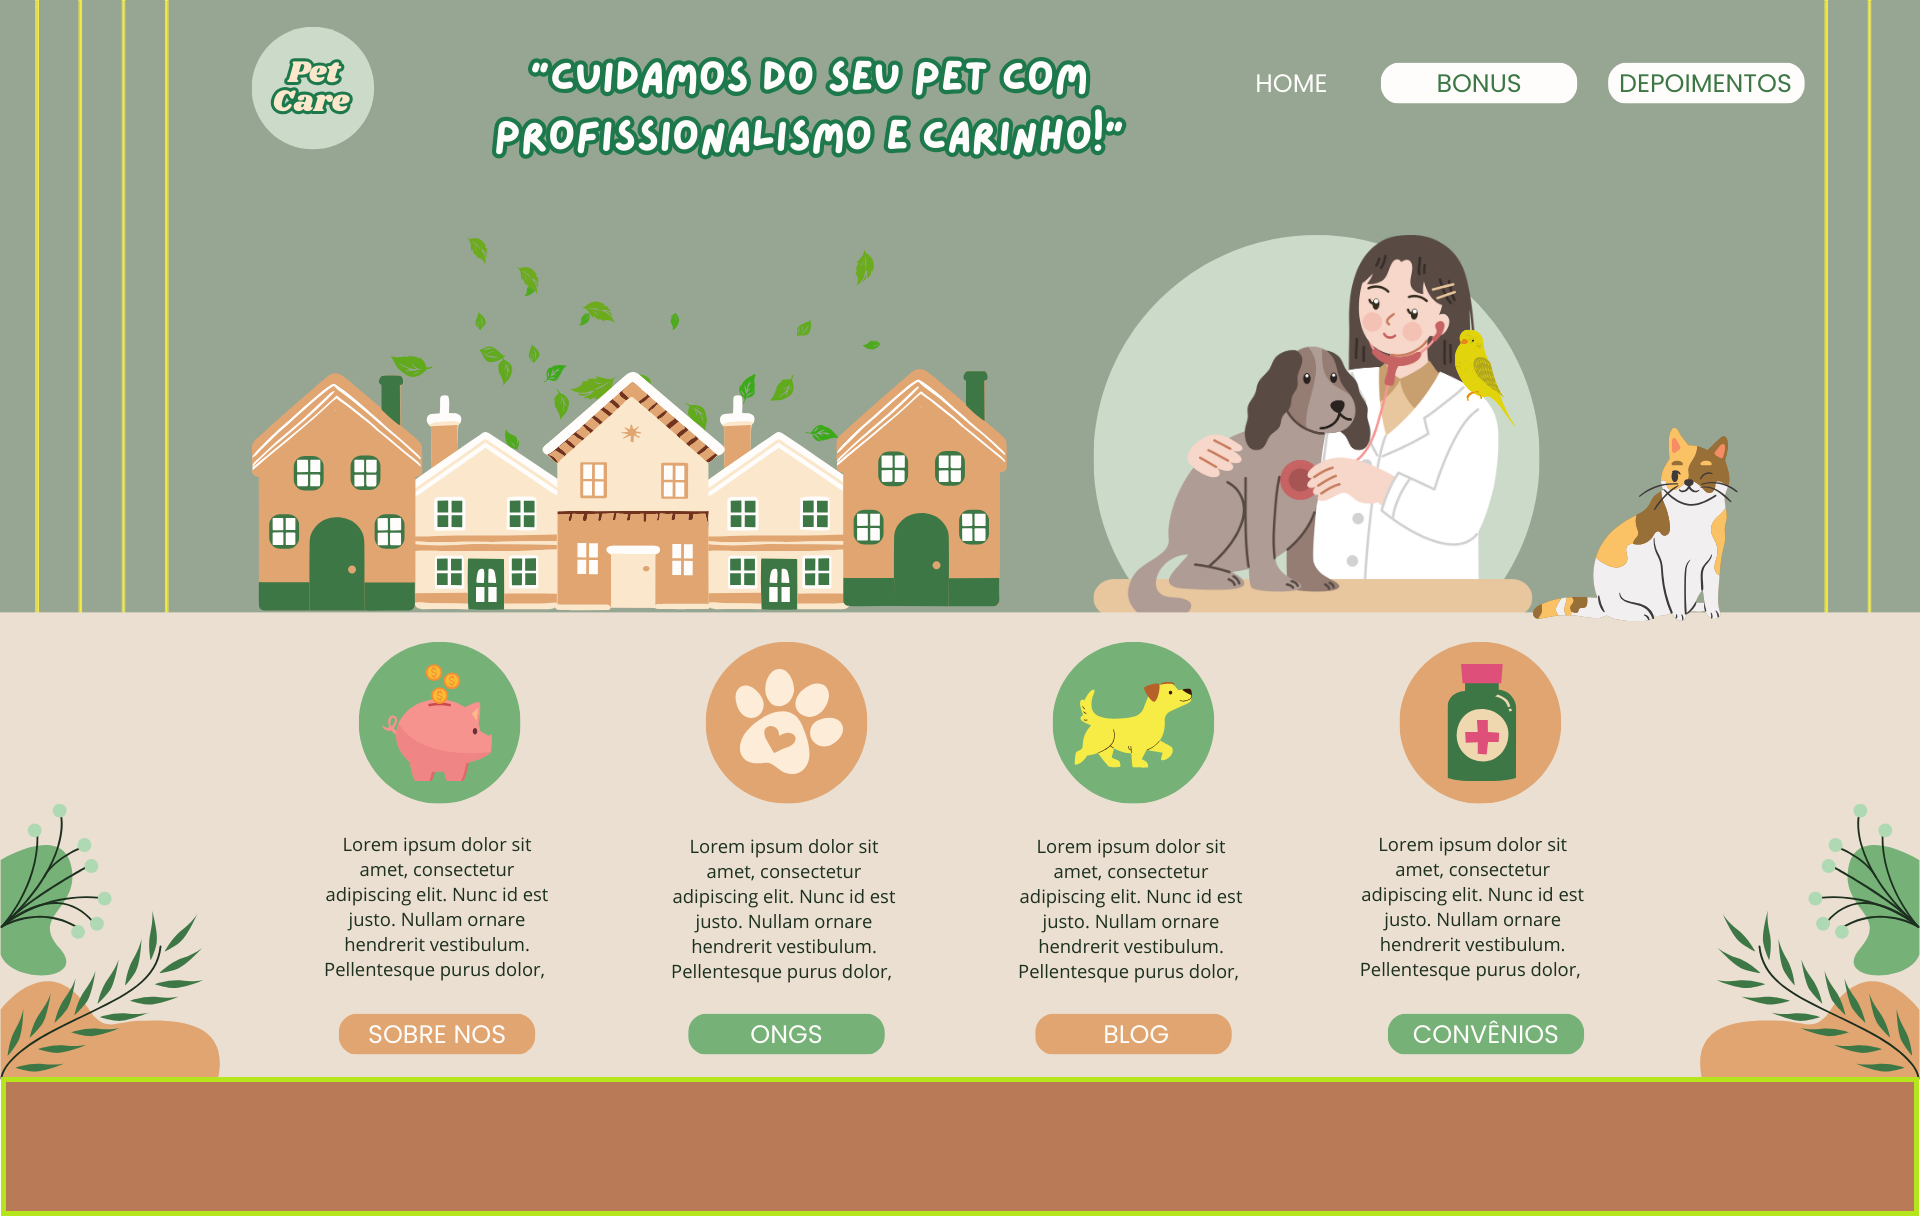 Pet
Care
"CUIDAMOS DO SEU PET COM
PROFISSIONALISMO E CARINHO!"
HOME
BONUS
DEPOIMENTOS
Lorem ipsum dolor sit
amet, consectetur
adipiscing elit. Nunc id est
justo. Nullam ornare
hendrerit vestibulum.
Pellentesque purus dolor,
SOBRE NOS
Lorem ipsum dolor sit
amet, consectetur
adipiscing elit. Nunc id est
justo. Nullam ornare
hendrerit vestibulum.
Pellentesque purus dolor,
ONGS
Lorem ipsum dolor sit
amet, consectetur
adipiscing elit. Nunc id est
justo. Nullam ornare
hendrerit vestibulum.
Pellentesque purus dolor,
BLOG
Lorem ipsum dolor sit
amet, consectetur
adipiscing elit. Nunc id est
justo. Nullam ornare
hendrerit vestibulum.
Pellentesque purus dolor,
CONVÊNIOS